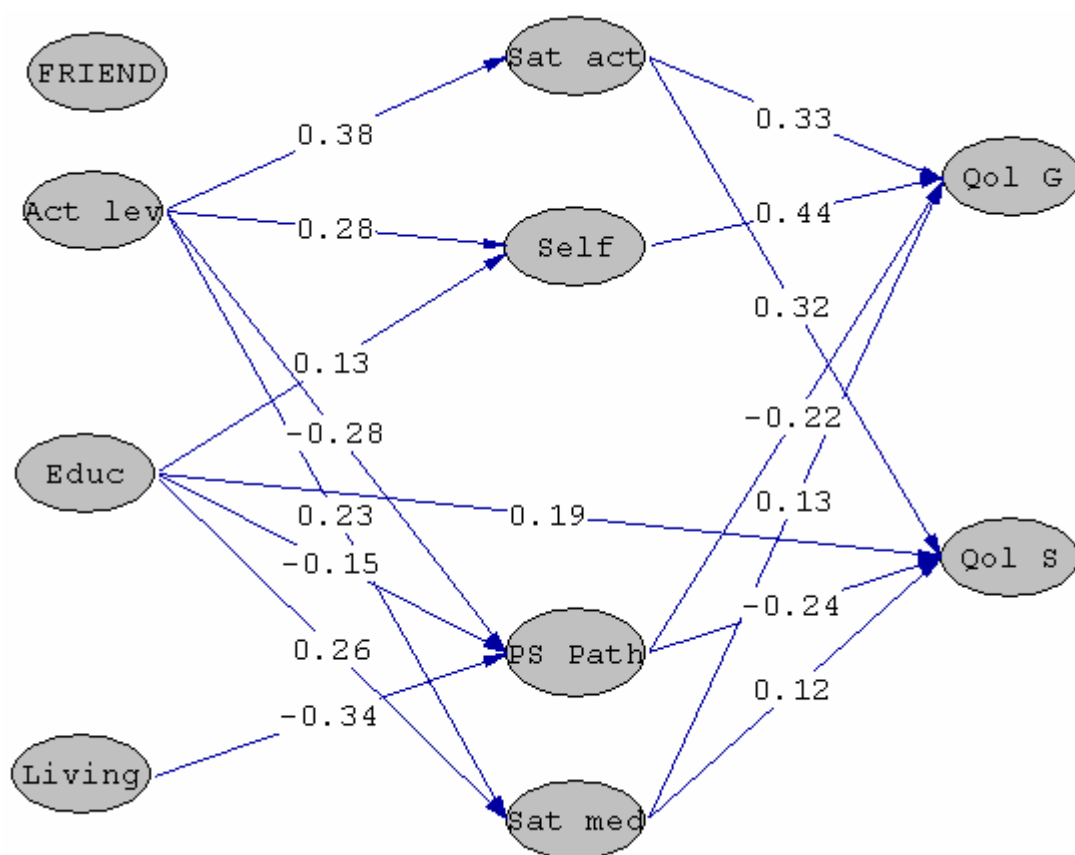 Sat act
FRIEND
0.33
0.38
Qol G
Act lev
0.44
0.28
Self
0.32
0.13
-0.22
-0.28
Educ
0.13
0.23
0.19
Qol S
-0.15
-0.24
0.26
PS Path
0.12
-0.34
Living
Sat med